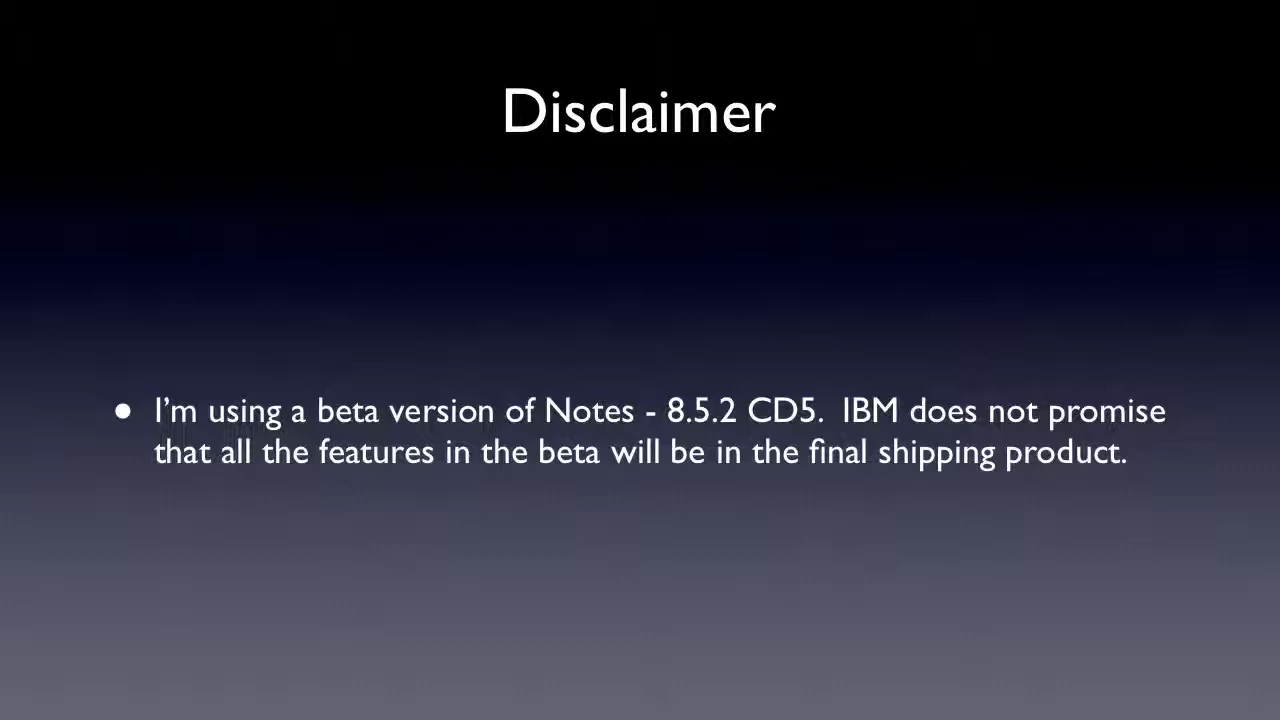 Disclaimer
• I’m using a beta version of Notes - 8.5.2 CD5.  IBM does not promise
that all the features in the beta will be in the final shipping product.